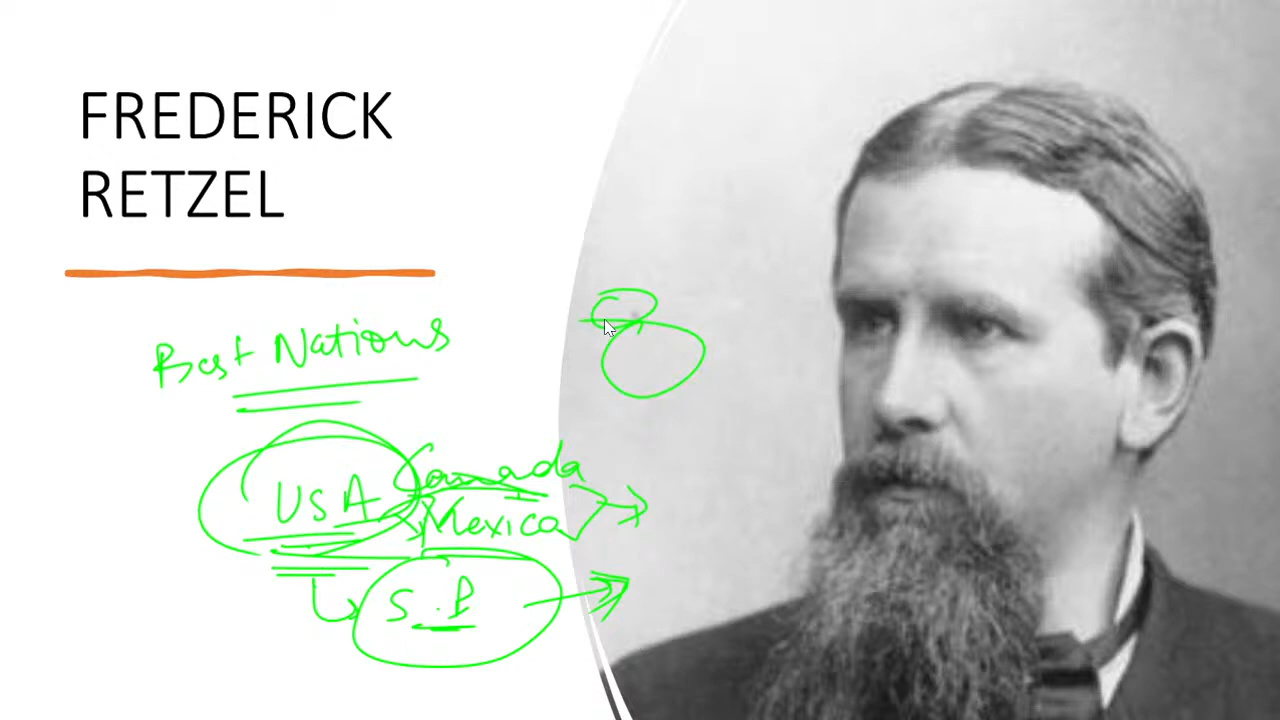 FREDERICK
RETZEL
Best Nations
USA
Canada
Mexico
S.P
C